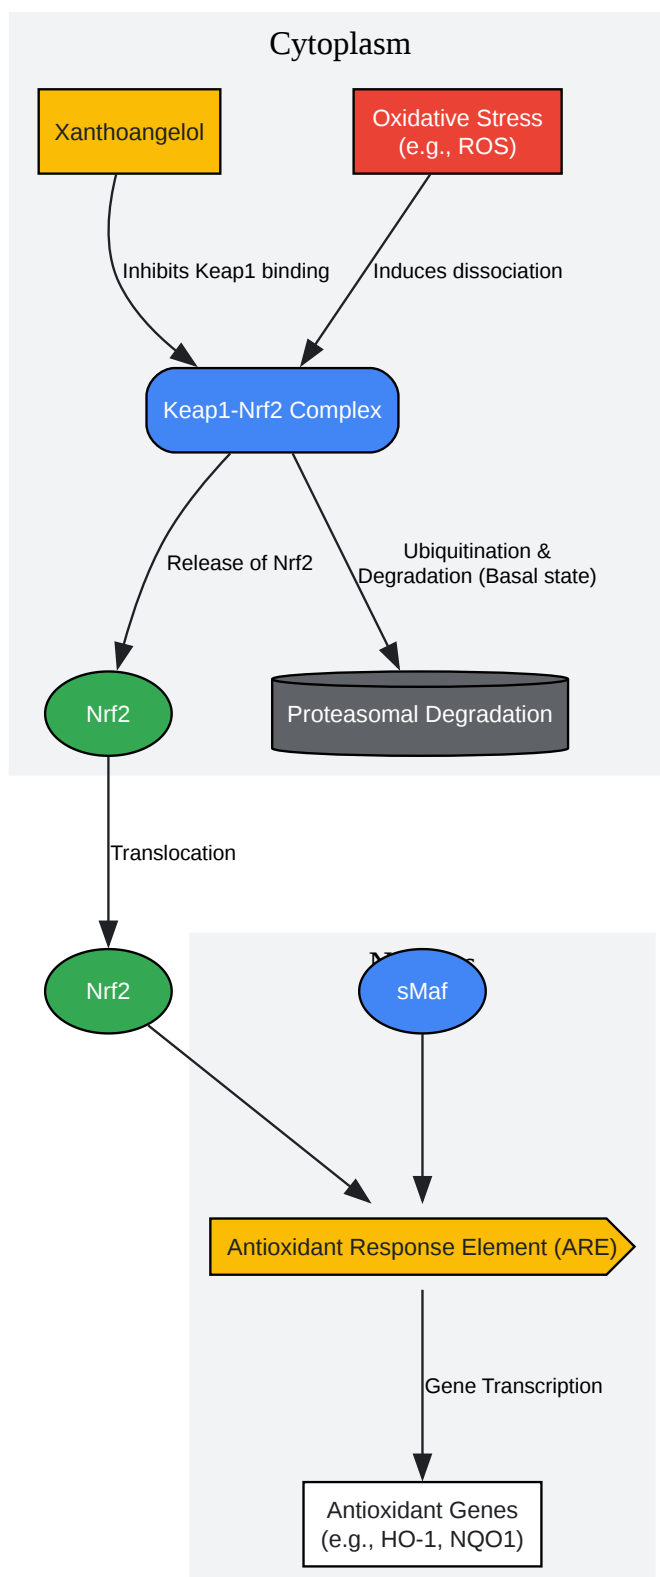 Cytoplasm
Xanthoangelol
Oxidative Stress
(e.g., ROS)
Inhibits Keap1 binding
Induces dissociation
Keap1-Nrf2 Complex
Release of Nrf2
Ubiquitination &
Degradation (Basal state)
Nrf2
Proteasomal Degradation
Translocation
Nrf2
sMaf
Antioxidant Response Element (ARE)
Gene Transcription
Antioxidant Genes
(e.g., HO-1, NQO1)